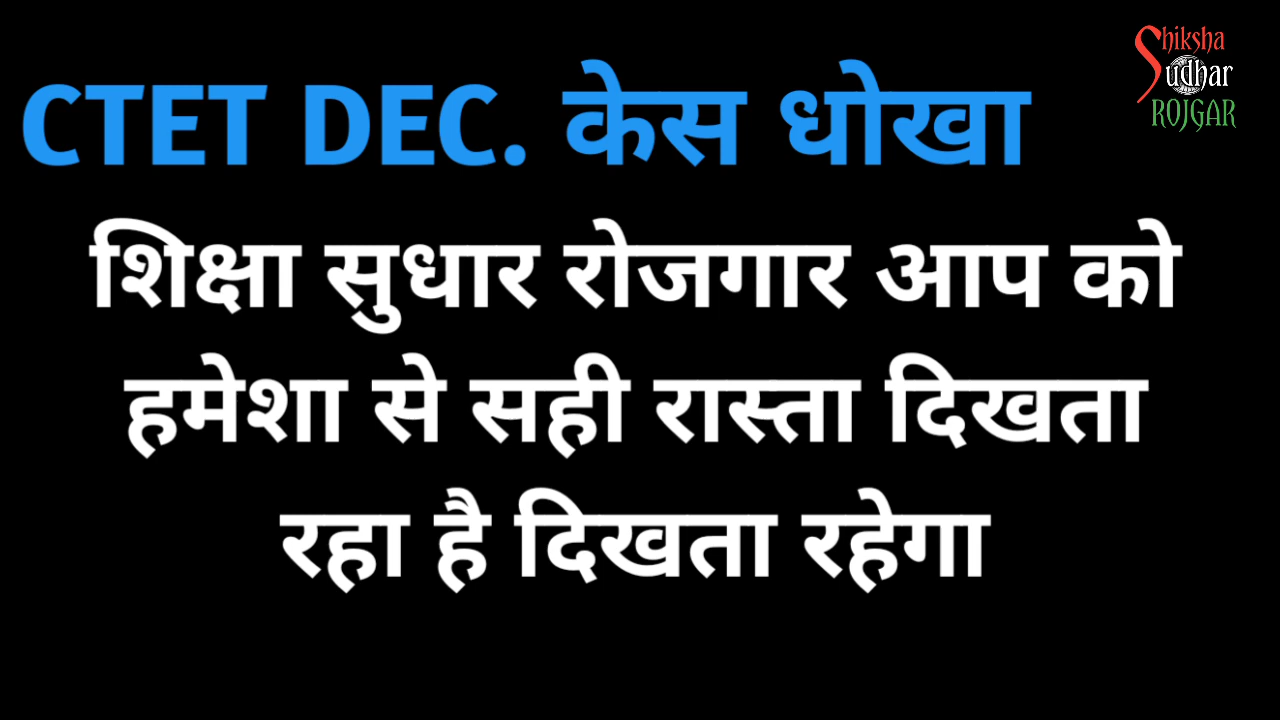 CTET DEC. केस धोखा
Shiksha
Sudhar
ROJGAR
शिक्षा सुधार रोजगार आप को
हमेशा से सही रास्ता दिखता
रहा है दिखता रहेगा